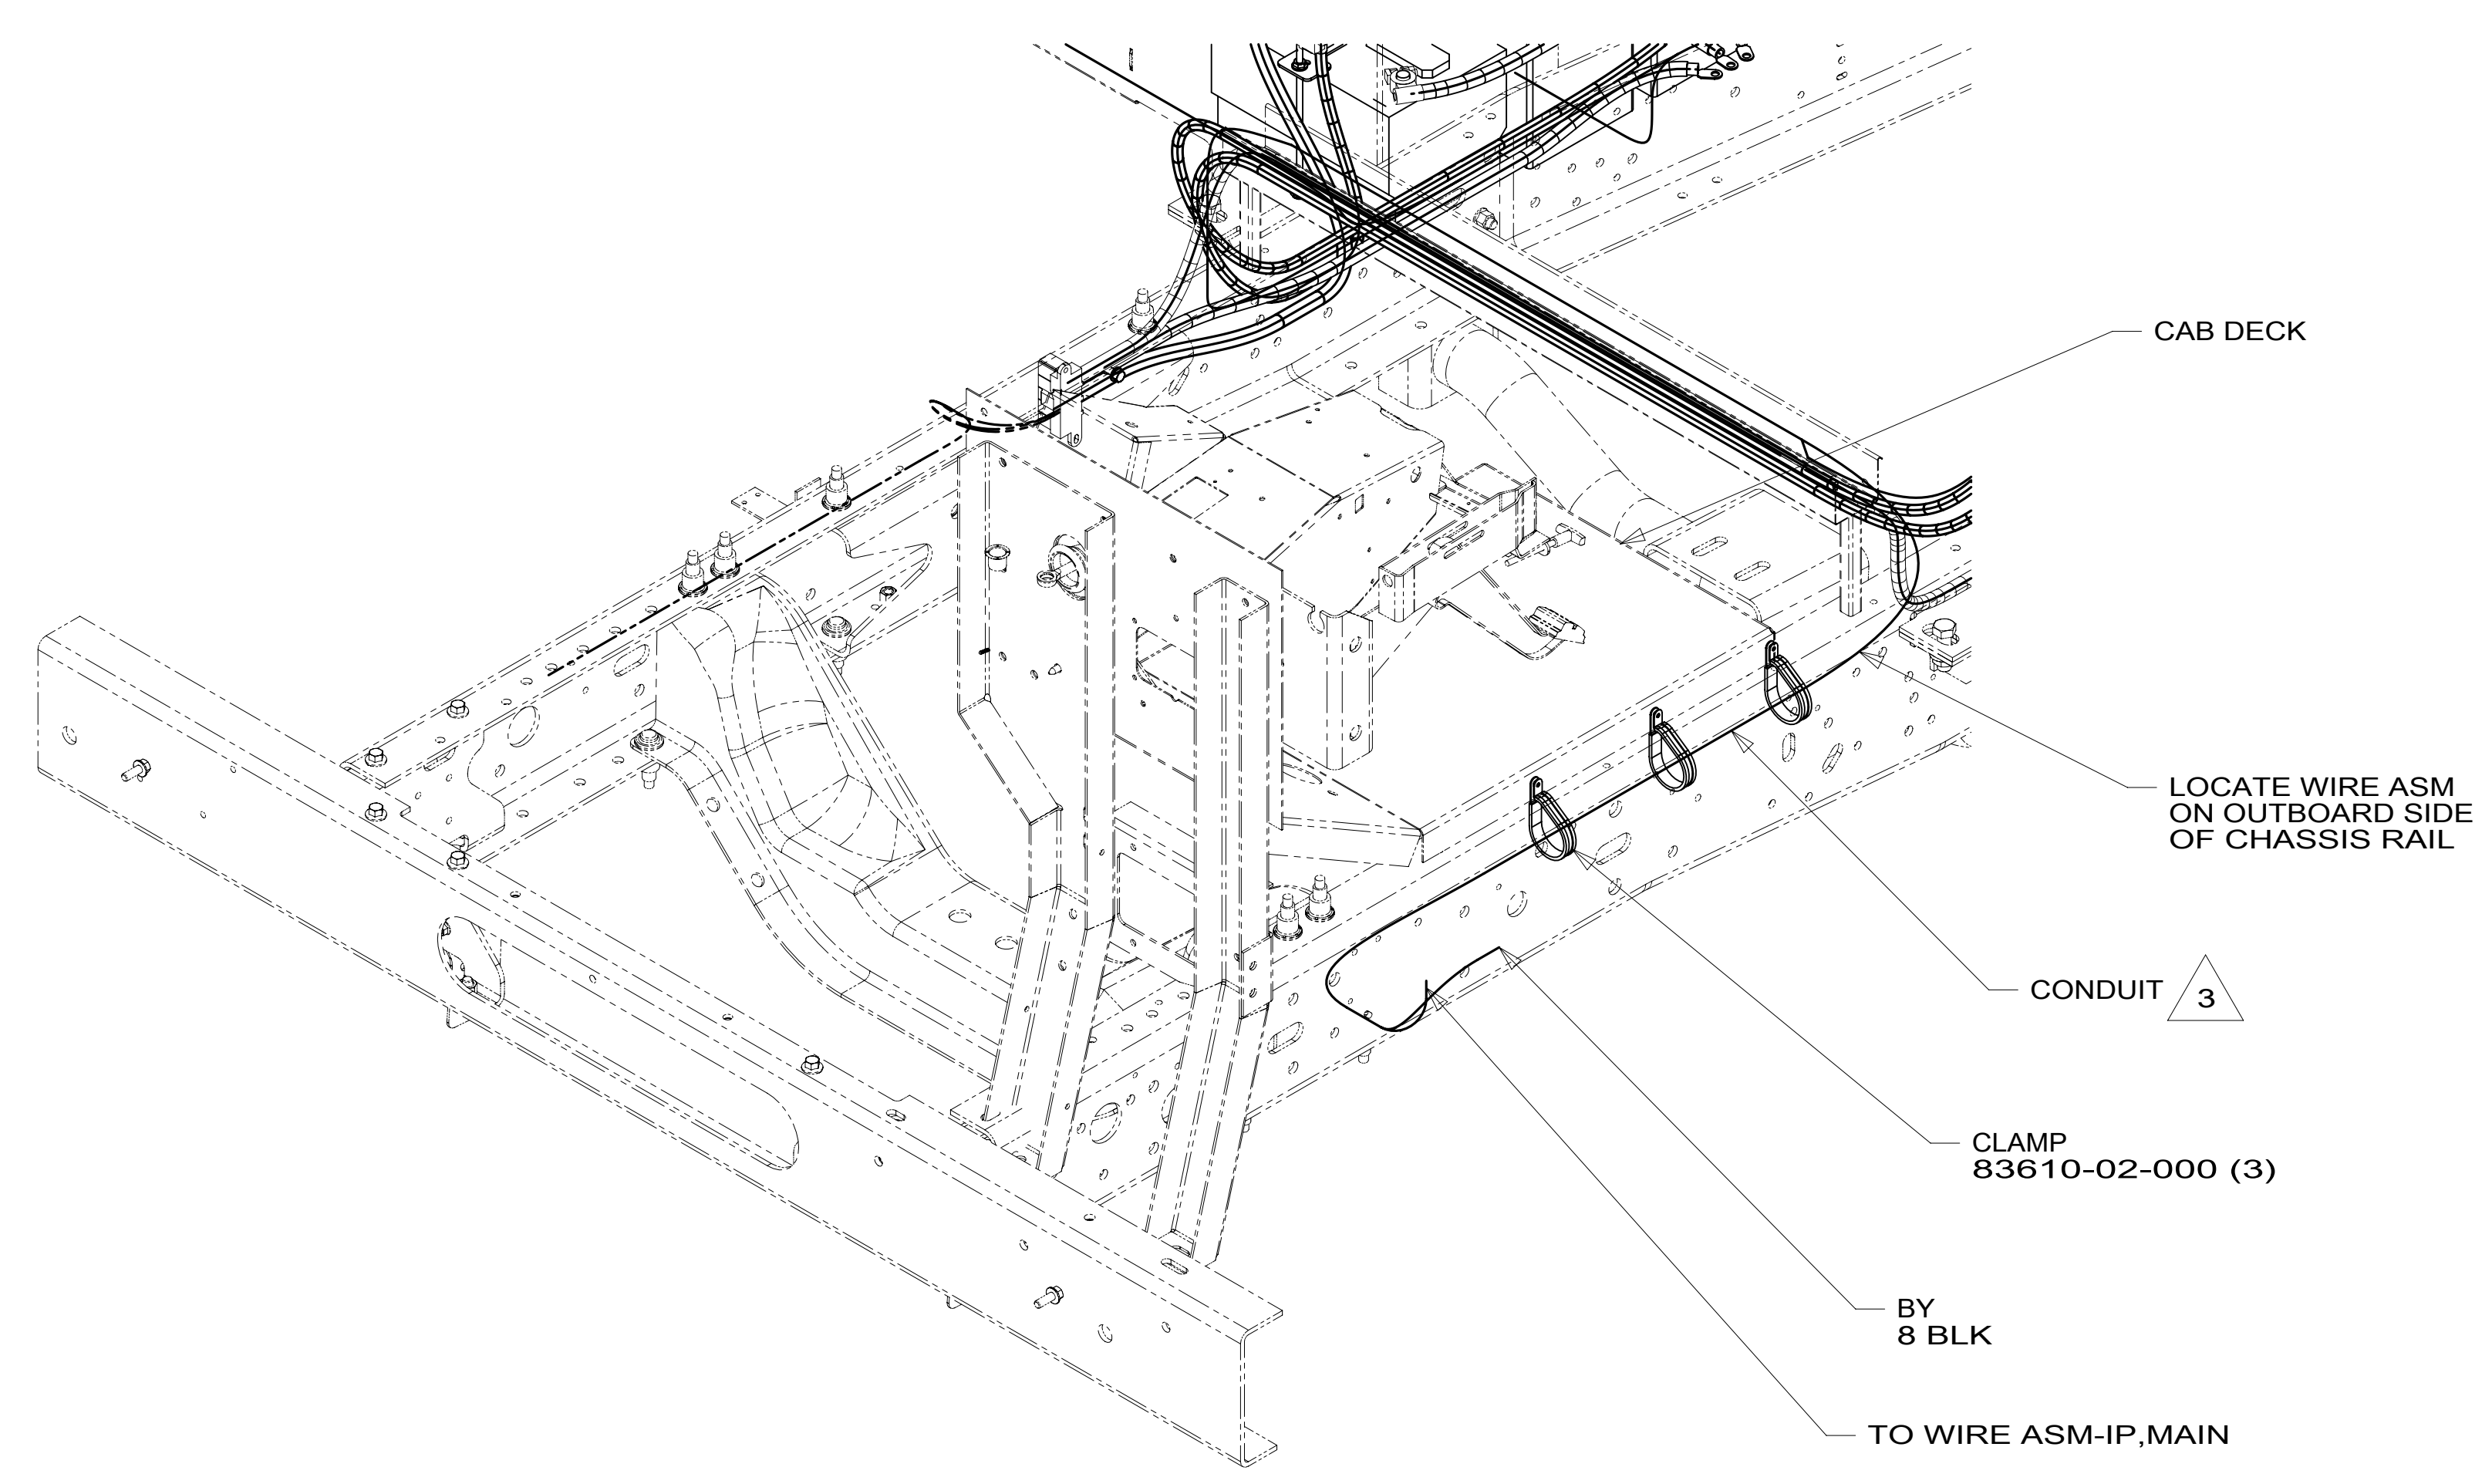 CAB DECK
LOCATE WIRE ASM
ON OUTBOARD SIDE
OF CHASSIS RAIL
CONDUIT 3
CLAMP
83610-02-000 (3)
BY
8 BLK
TO WIRE ASM-IP,MAIN